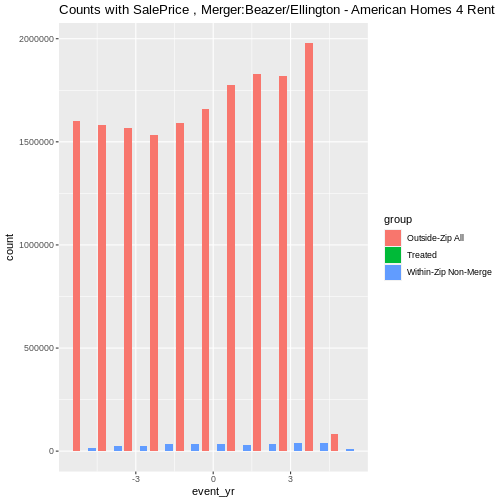 Counts with SalePrice , Merger:Beazer/Ellington - American Homes 4 Rent
2000000
1500000
1000000
500000
0
count
-3
0
3
event_yr
group
Outside-Zip All
Treated
Within-Zip Non-Merge